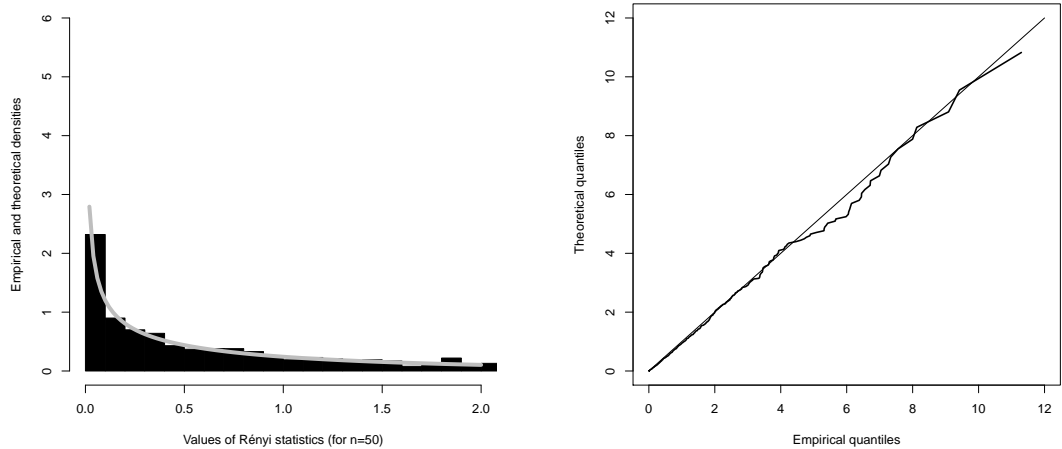 Empirical and theoretical densities
6
5
4
3
2
1
0
0.0 0.5 1.0 1.5 2.0
Values of Rényi statistics (for n=50)
Theoretical quantiles
12
10
8
6
4
2
0
0 2 4 6 8 10 12
Empirical quantiles